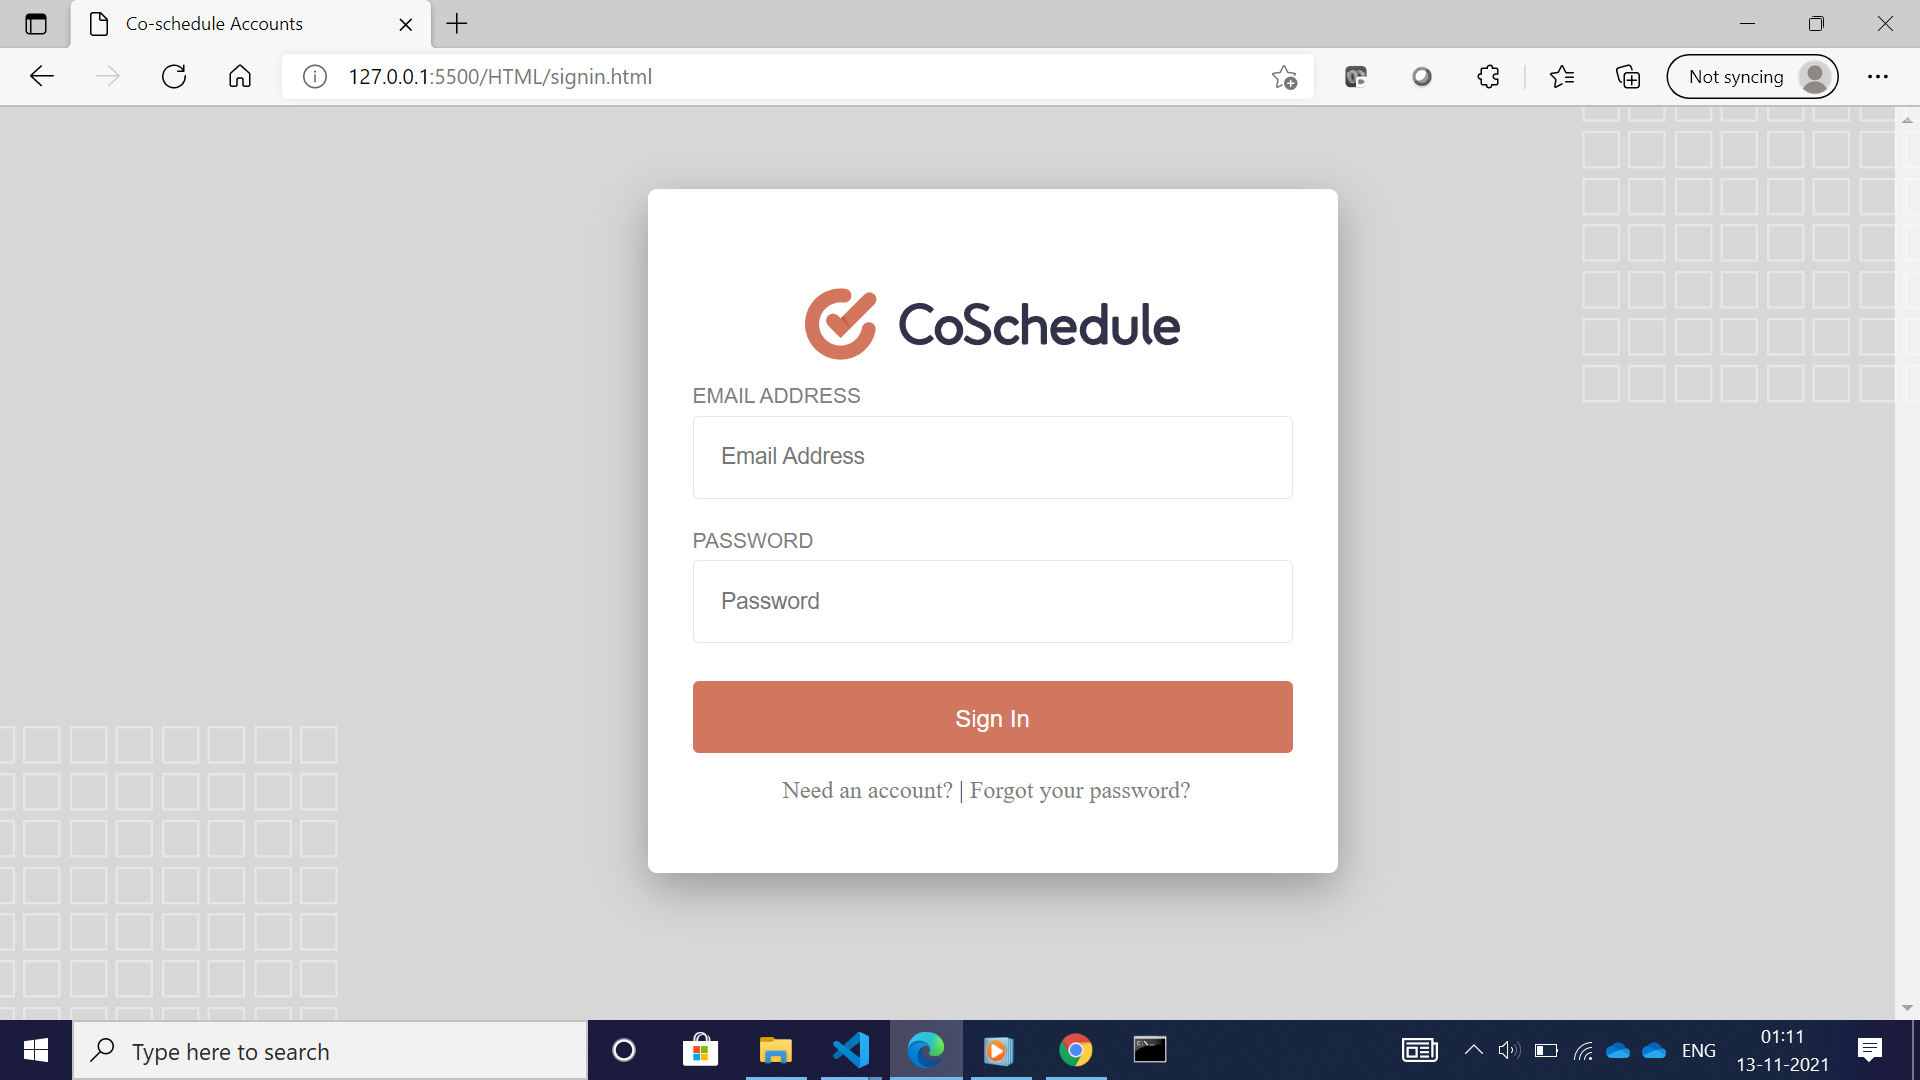 Co-schedule Accounts
127.0.0.1:5500/HTML/signin.html
Not syncing
CoSchedule
EMAIL ADDRESS
Email Address
PASSWORD
Password
Sign In
Need an account? | Forgot your password?
Type here to search
ENG
01:11
13-11-2021